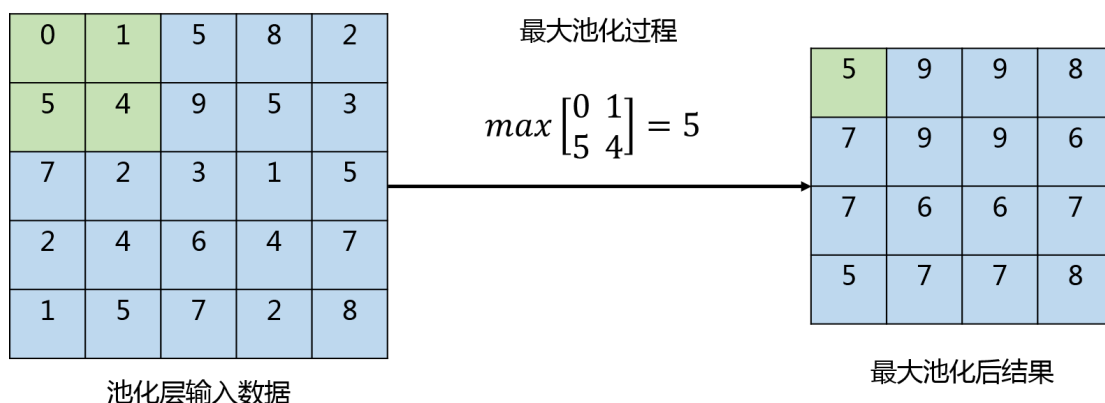 0 1 5 8 2
5 4 9 5 3
7 2 3 1 5
2 4 6 4 7
1 5 7 2 8
池化层输入数据
最大池化过程
max [0 1
5 4] = 5
5 9 9 8
7 9 9 6
7 6 6 7
5 7 7 8
最大池化后结果